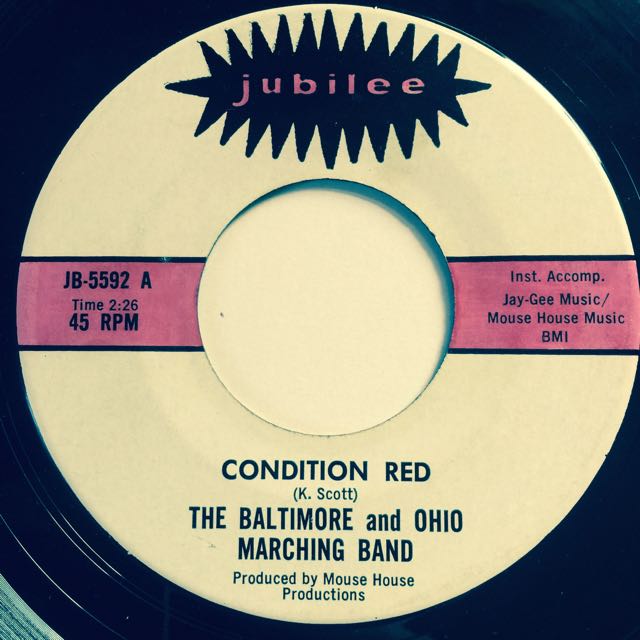 jubilee
JB-5592 A
Time 2:26
45 RPM
Inst. Accomp.
Jay-Gee Music/
Mouse House Music
BMI
CONDITION RED
(K. Scott)
THE BALTIMORE and OHIO
MARCHING BAND
Produced by Mouse House
Productions